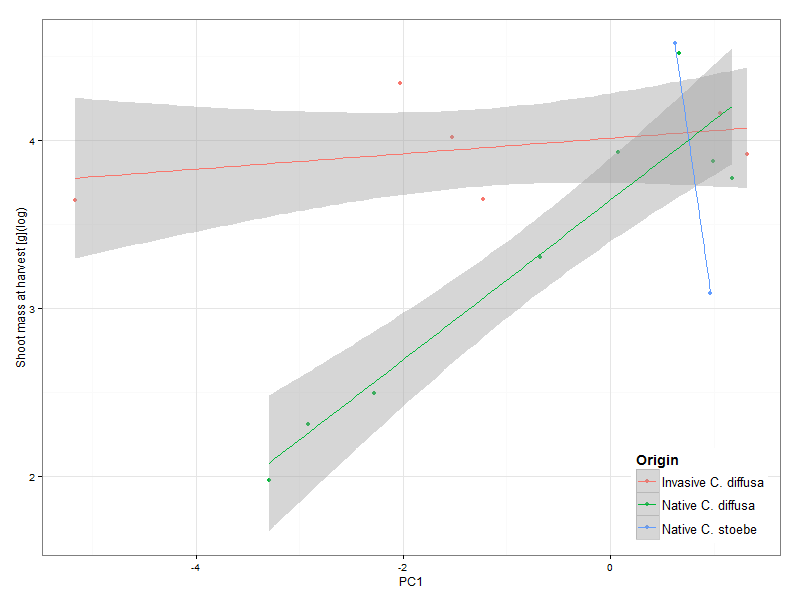 Shoot mass at harvest [g](log)
4
3
2
-4
-2
0
PC1
Origin
Invasive C. diffusa
Native C. diffusa
Native C. stoebe